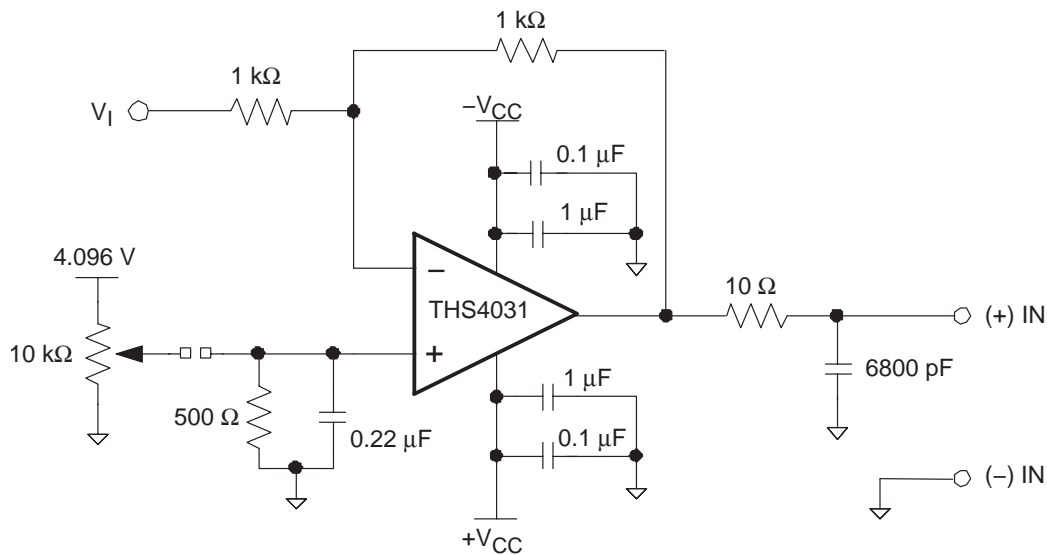 1 kΩ
1 kΩ
V_I
−V_CC
0.1 µF
1 µF
4.096 V
−
THS4031
10 Ω
(+) IN
10 kΩ
+
6800 pF
1 µF
500 Ω
0.22 µF
0.1 µF
(−) IN
+V_CC